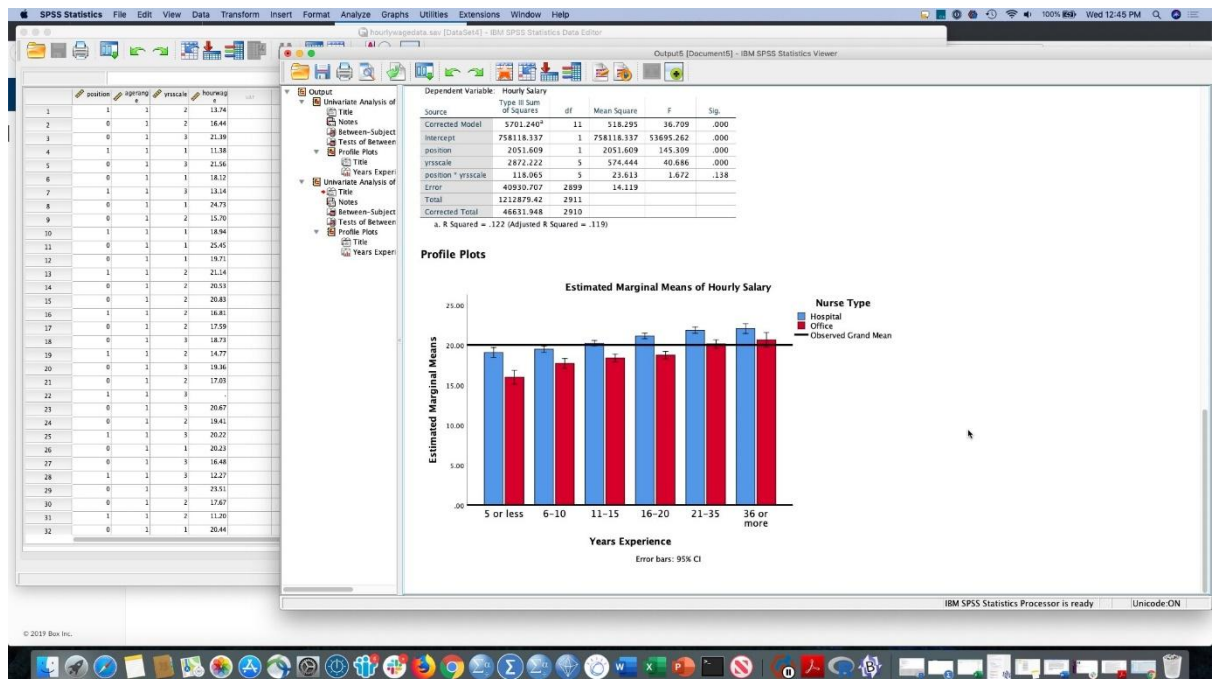 SPSS Statistics File Edit View Data Transform Insert Format Analyze Graphs Utilities Extensions Window Help
100% Wed 12:45 PM
hourlywagedata.sav [DataSet4] - IBM SPSS Statistics Data Editor
Output5 [Document5] - IBM SPSS Statistics Viewer
position agerange yrsscale hourwage
1 1 1 2 13.74
2 0 1 2 16.44
3 0 1 3 21.39
4 1 1 1 11.38
5 0 1 3 21.56
6 0 1 1 18.12
7 1 1 3 13.14
8 0 1 1 24.73
9 0 1 2 15.70
10 1 1 1 18.94
11 0 1 1 25.45
12 0 1 1 19.71
13 1 1 2 21.14
14 0 1 2 20.53
15 0 1 2 20.83
16 1 1 2 16.81
17 0 1 2 17.59
18 0 1 3 18.73
19 1 1 2 14.77
20 0 1 3 19.36
21 0 1 2 17.03
22 1 1 3 .
23 0 1 3 20.67
24 0 1 2 19.41
25 1 1 3 20.22
26 0 1 1 20.23
27 0 1 3 16.48
28 1 1 3 12.27
29 0 1 3 23.51
30 0 1 2 17.67
31 1 1 2 11.20
32 0 1 1 20.44
Output
Univariate Analysis of
Title
Notes
Between-Subject
Tests of Between
Profile Plots
Title
Years Experi
Univariate Analysis of
Title
Notes
Between-Subject
Tests of Between
Profile Plots
Title
Years Experi
Dependent Variable: Hourly Salary
Source Type III Sum of Squares df Mean Square F Sig.
Corrected Model 5701.240a 11 518.295 36.709 .000
Intercept 758118.337 1 758118.337 53695.262 .000
position 2051.609 1 2051.609 145.309 .000
yrsscale 2872.222 5 574.444 40.686 .000
position * yrsscale 118.065 5 23.613 1.672 .138
Error 40930.707 2899 14.119
Total 1212879.42 2911
Corrected Total 46631.948 2910
a. R Squared = .122 (Adjusted R Squared = .119)
Profile Plots
Estimated Marginal Means of Hourly Salary
Nurse Type
Hospital
Office
Observed Grand Mean
Estimated Marginal Means
25.00
20.00
15.00
10.00
5.00
.00
5 or less 6-10 11-15 16-20 21-35 36 or more
Years Experience
Error bars: 95% CI
IBM SPSS Statistics Processor is ready Unicode:ON
© 2019 Box Inc.